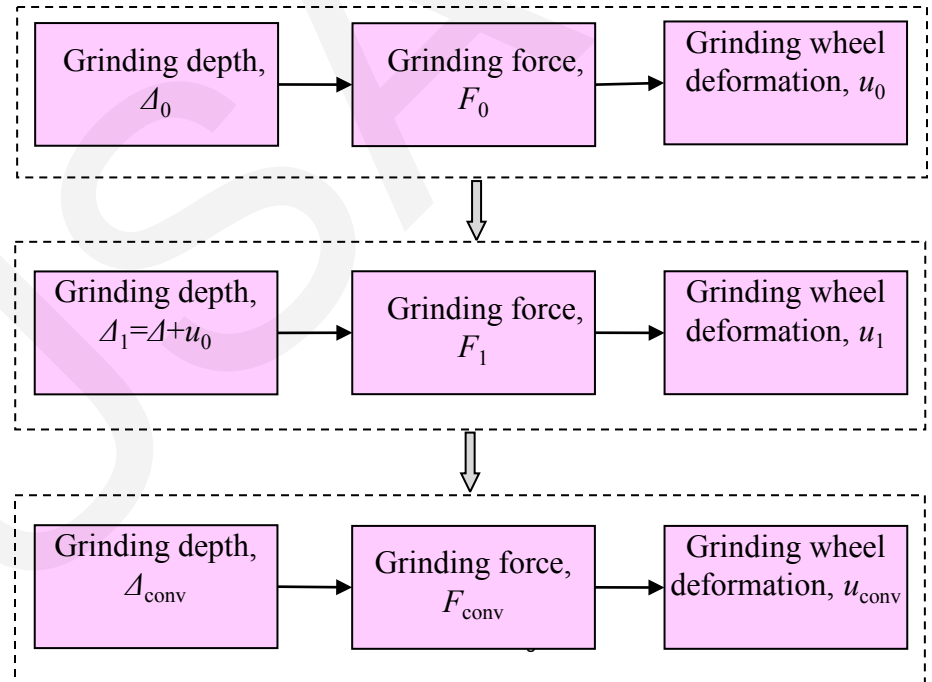 Grinding depth,
Δ₀
Grinding force,
F₀
Grinding wheel
deformation, u₀
Grinding depth,
Δ₁=Δ+u₀
Grinding force,
F₁
Grinding wheel
deformation, u₁
Grinding depth,
Δconv
Grinding force,
Fconv
Grinding wheel
deformation, uconv